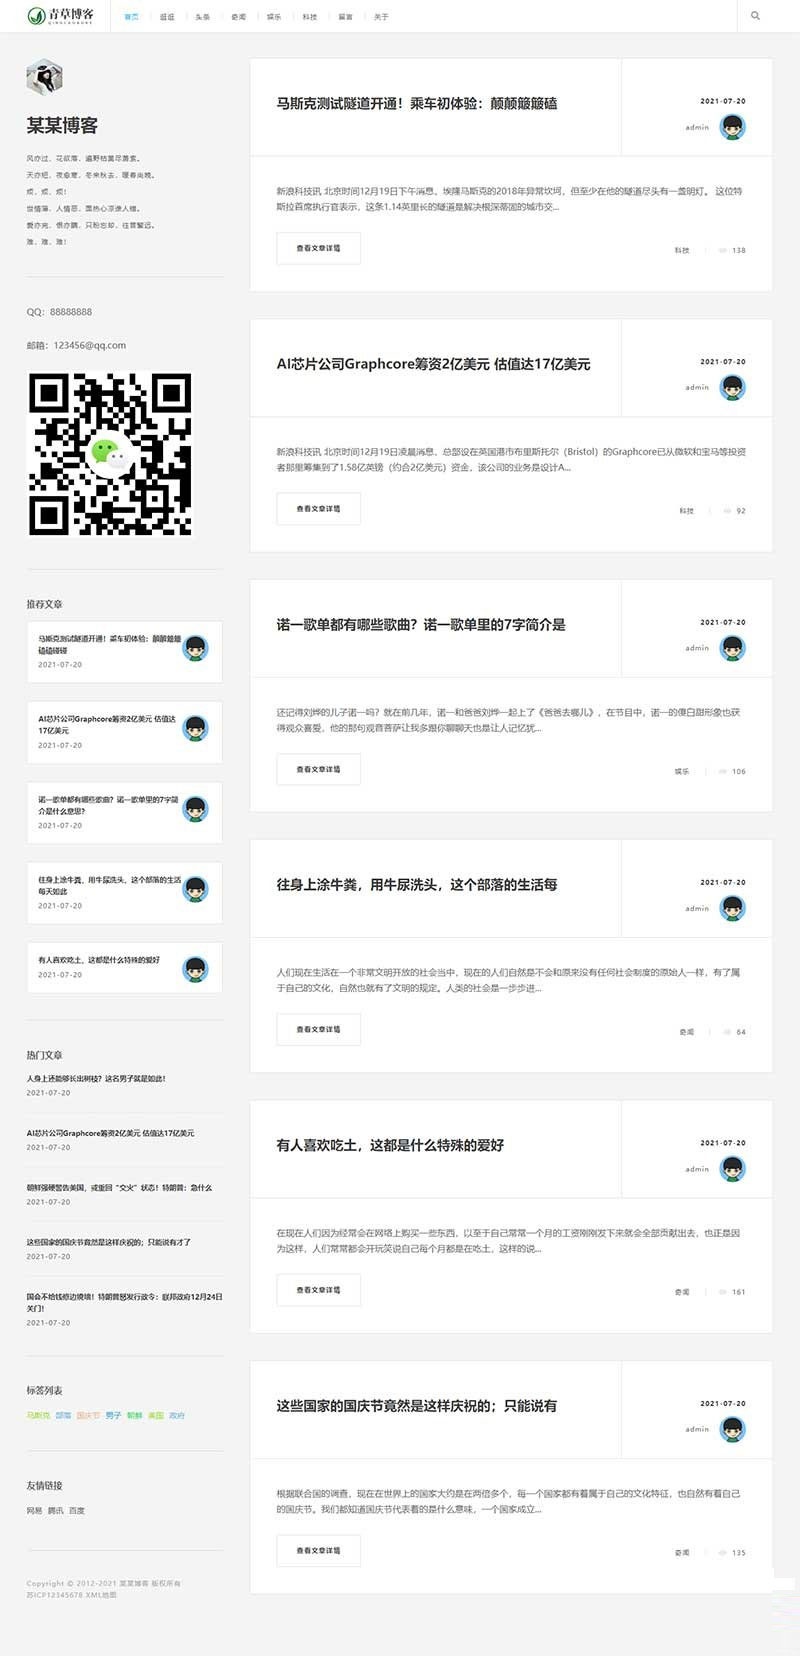 青草博客
QINGCAOBOKE
首页 逛逛 头条 奇闻 娱乐 科技 留言 关于
某某博客
风亦过，花欲落，遍野枯黄尽萧索。
天亦短，夜愈寒，冬来秋去，暖春尚晚。
烦，烦，烦！
世情薄，人情恶，面热心凉迷人缘。
爱亦完，恨亦瞒，只盼忘却，往昔繁远。
难，难，难！
QQ：88888888
邮箱：123456@qq.com
推荐文章
马斯克测试隧道开通！乘车初体验：颠颠簸簸
磕磕碰碰
2021-07-20
AI芯片公司Graphcore筹资2亿美元 估值达
17亿美元
2021-07-20
诺一歌单都有哪些歌曲？诺一歌单里的7字简
介是什么意思？
2021-07-20
往身上涂牛粪，用牛尿洗头，这个部落的生活
每天如此
2021-07-20
有人喜欢吃土，这都是什么特殊的爱好
2021-07-20
热门文章
人身上还能够长出树枝？这名男子就是如此！
2021-07-20
AI芯片公司Graphcore筹资2亿美元 估值达17亿美元
2021-07-20
朝鲜强硬警告美国，或重回“交火”状态！特朗普：急什么
2021-07-20
这些国家的国庆节竟然是这样庆祝的；只能说有才了
2021-07-20
国会不给钱修边境墙！特朗普怒发行政令：联邦政府12月24日
关门！
2021-07-20
标签列表
马斯克 部落 国庆节 男子 朝鲜 美国 政府
友情链接
网易 腾讯 百度
Copyright © 2012-2021 某某博客 版权所有
苏ICP12345678 XML地图
马斯克测试隧道开通！乘车初体验：颠颠簸簸磕
2021-07-20
admin
新浪科技讯 北京时间12月19日下午消息，埃隆马斯克的2018年异常坎坷，但至少在他的隧道尽头有一盏明灯。 这位特
斯拉首席执行官表示，这条1.14英里长的隧道是解决根深蒂固的城市交...
查看文章详情
科技 138
AI芯片公司Graphcore筹资2亿美元 估值达17亿美元
2021-07-20
admin
新浪科技讯 北京时间12月19日凌晨消息，总部设在英国港市布里斯托尔（Bristol）的Graphcore已从微软和宝马等投资
者那里筹集到了1.58亿英镑（约合2亿美元）资金，该公司的业务是设计A...
查看文章详情
科技 92
诺一歌单都有哪些歌曲？诺一歌单里的7字简介是
2021-07-20
admin
还记得刘烨的儿子诺一吗？就在前几年，诺一和爸爸刘烨一起上了《爸爸去哪儿》，在节目中，诺一的傻白甜形象也获
得观众喜爱，他的那句观音菩萨让我多跟你聊聊天也是让人记忆犹...
查看文章详情
娱乐 106
往身上涂牛粪，用牛尿洗头，这个部落的生活每
2021-07-20
admin
人们现在生活在一个非常文明开放的社会当中，现在的人们自然是不会和原来没有任何社会制度的原始人一样，有了属
于自己的文化，自然也就有了文明的规定。人类的社会是一步步进...
查看文章详情
奇闻 64
有人喜欢吃土，这都是什么特殊的爱好
2021-07-20
admin
在现在人们因为经常会在网络上购买一些东西，以至于自己常常一个月的工资刚刚发下来就会全部贡献出去，也正是因
为这样，人们常常都会开玩笑说自己每个月都是在吃土，这样的说...
查看文章详情
奇闻 161
这些国家的国庆节竟然是这样庆祝的；只能说有
2021-07-20
admin
根据联合国的调查，现在在世界上的国家大约是在两百多个，每一个国家都有着属于自己的文化特征，也自然有着自己
的国庆节。我们都知道国庆节代表着的是什么意味，一个国家成立...
查看文章详情
奇闻 135